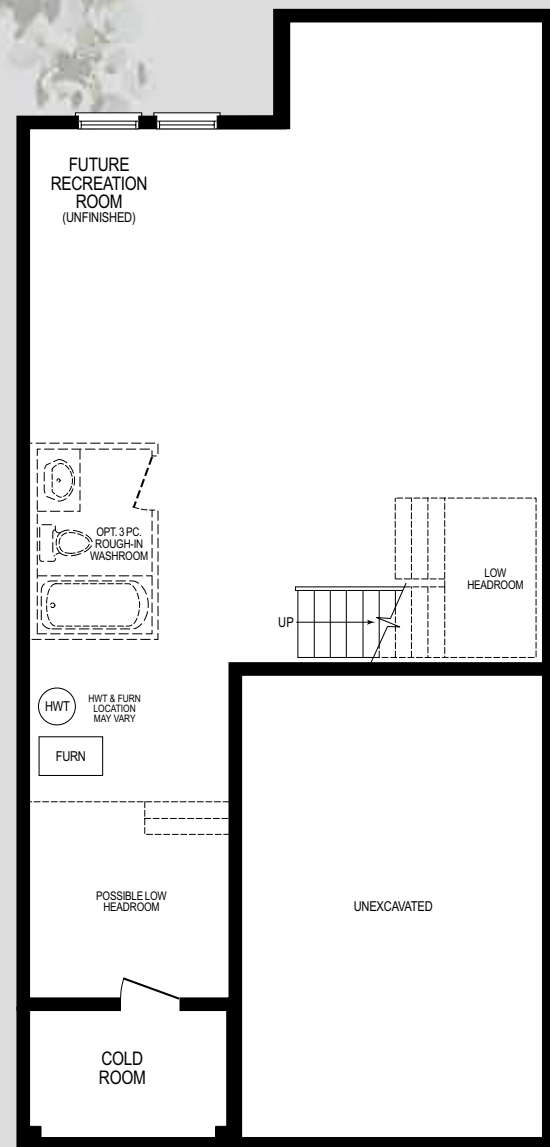 FUTURE
RECREATION
ROOM
(UNFINISHED)
OPT. 3 PC.
ROUGH-IN
WASHROOM
LOW
HEADROOM
UP
HWT
HWT & FURN
LOCATION
MAY VARY
FURN
POSSIBLE LOW
HEADROOM
UNEXCAVATED
COLD
ROOM